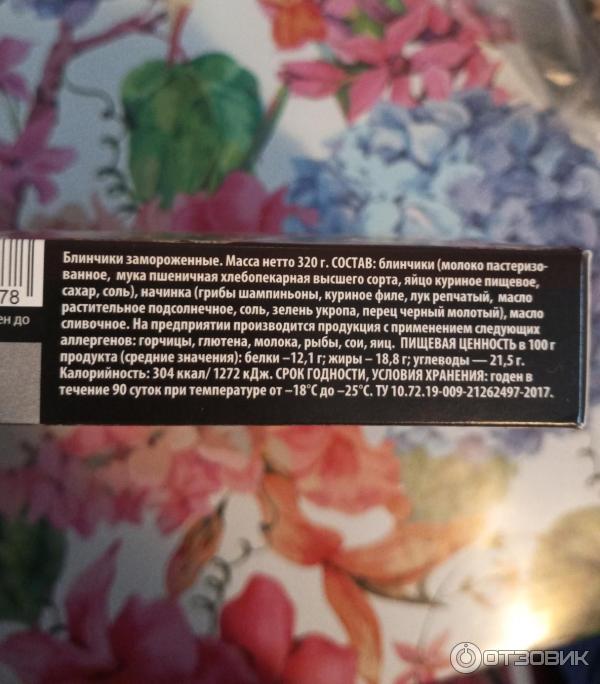 Блинчики замороженные. Масса нетто 320 г. СОСТАВ: блинчики (молоко пастеризо-
ванное, мука пшеничная хлебопекарная высшего сорта, яйцо куриное пищевое,
сахар, соль), начинка (грибы шампиньоны, куриное филе, лук репчатый, масло
растительное подсолнечное, соль, зелень укропа, перец черный молотый), масло
сливочное. На предприятии производится продукция с применением следующих
аллергенов: горчицы, глютена, молока, рыбы, сои, яиц. ПИЩЕВАЯ ЦЕННОСТЬ в 100 г
продукта (средние значения): белки –12,1 г; жиры – 18,8 г; углеводы — 21,5 г.
Калорийность: 304 ккал/ 1272 кДж. СРОК ГОДНОСТИ, УСЛОВИЯ ХРАНЕНИЯ: годен в
течение 90 суток при температуре от –18°С до –25°С. ТУ 10.72.19-009-21262497-2017.
78
ен до
ОТЗОВИК